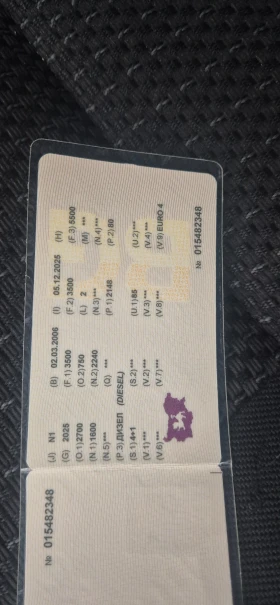 № 015482348
(J) N1 (B) 02.03.2006 (I) 05.12.2025 (H)
(G) 2025 (F.1) 3500 (F.2) 3500 (F.3) 5500
(O.1) 2700 (O.2) 750 (L) 2 (M) ***
(N.1) 1600 (N.2) 2240 (N.3) *** (N.4) ***
(N.5) *** (Q) *** (P.1) 2148 (P.2) 80
(P.3) ДИЗЕЛ (DIESEL)
(S.1) 4+1 (S.2) *** (U.1) 85 (U.2) ***
(V.1) *** (V.2) *** (V.3) *** (V.4) ***
(V.6) *** (V.7) *** (V.8) *** (V.9) EURO 4
№ 015482348